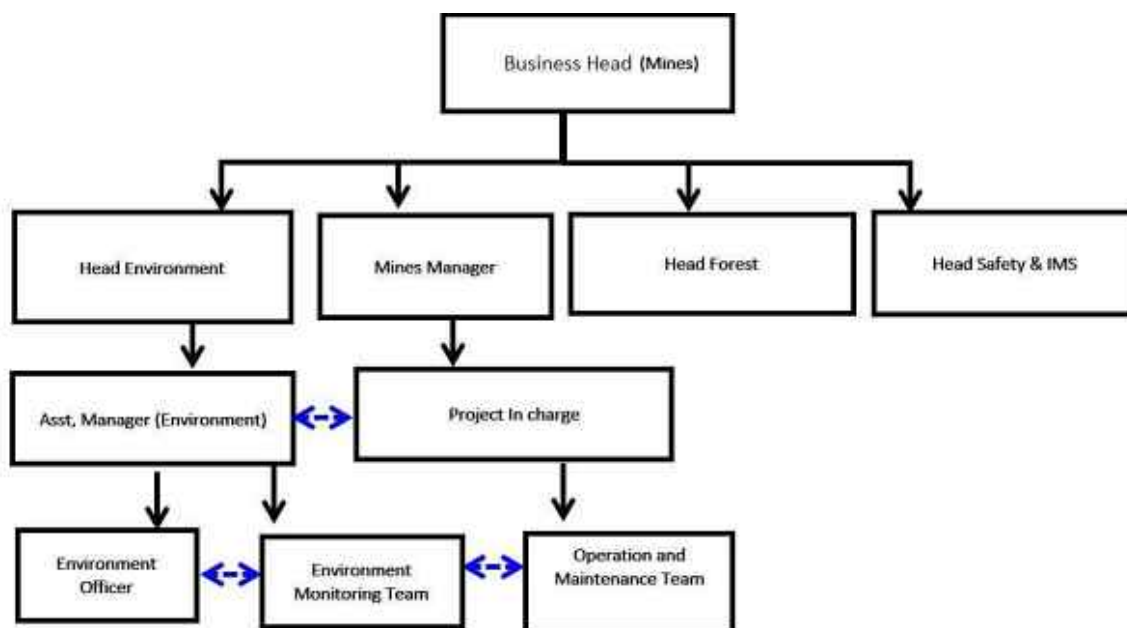 Business Head (Mines)
Head Environment
Mines Manager
Head Forest
Head Safety & IMS
Asst, Manager (Environment)
Project In charge
Environment
Officer
Environment
Monitoring Team
Operation and
Maintenance Team